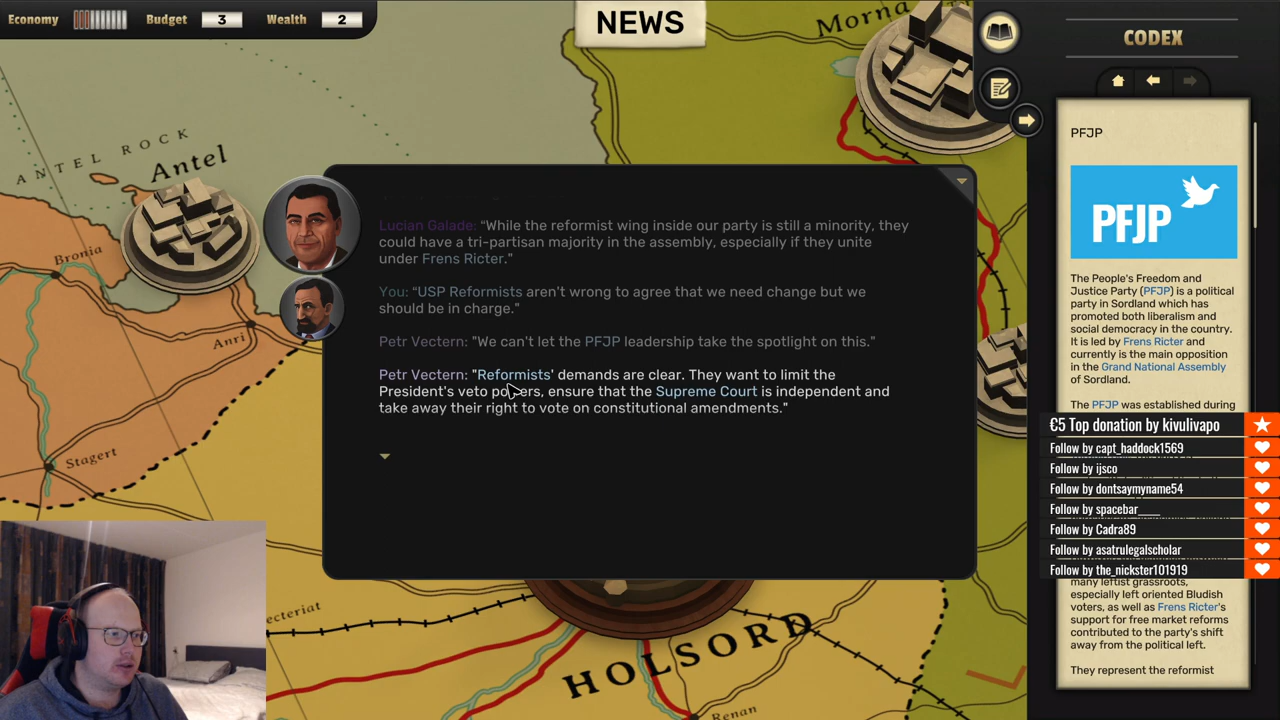 Economy
Budget 3
Wealth 2
NEWS
CODEX
ANTEL ROCK
Antel
Morna
Bronia
Anri
Stagert
HOLSORD
Renan
Lucian Galade: “While the reformist wing inside our party is still a minority, they
could have a tri-partisan majority in the assembly, especially if they unite
under Frens Ricter."
You: “USP Reformists aren't wrong to agree that we need change but we
should be in charge."
Petr Vectern: "We can't let the PFJP leadership take the spotlight on this."
Petr Vectern: "Reformists' demands are clear. They want to limit the
President's veto powers, ensure that the Supreme Court is independent and
take away their right to vote on constitutional amendments."
PFJP
PFJP
The People's Freedom and
Justice Party (PFJP) is a political
party in Sordland which has
promoted both liberalism and
social democracy in the country.
It is led by Frens Ricter and
currently is the main opposition
in the Grand National Assembly
of Sordland.
The PFJP was established during
€5 Top donation by kivulivapo
Follow by capt_haddock1569
Follow by ijsco
Follow by dontsaymyname54
Follow by spacebar____
Follow by Cadra89
Follow by asatrulegalscholar
Follow by the_nickster101919
many leftist grassroots,
especially left oriented Bludish
voters, as well as Frens Ricter's
support for free market reforms
contributed to the party's shift
away from the political left.
They represent the reformist